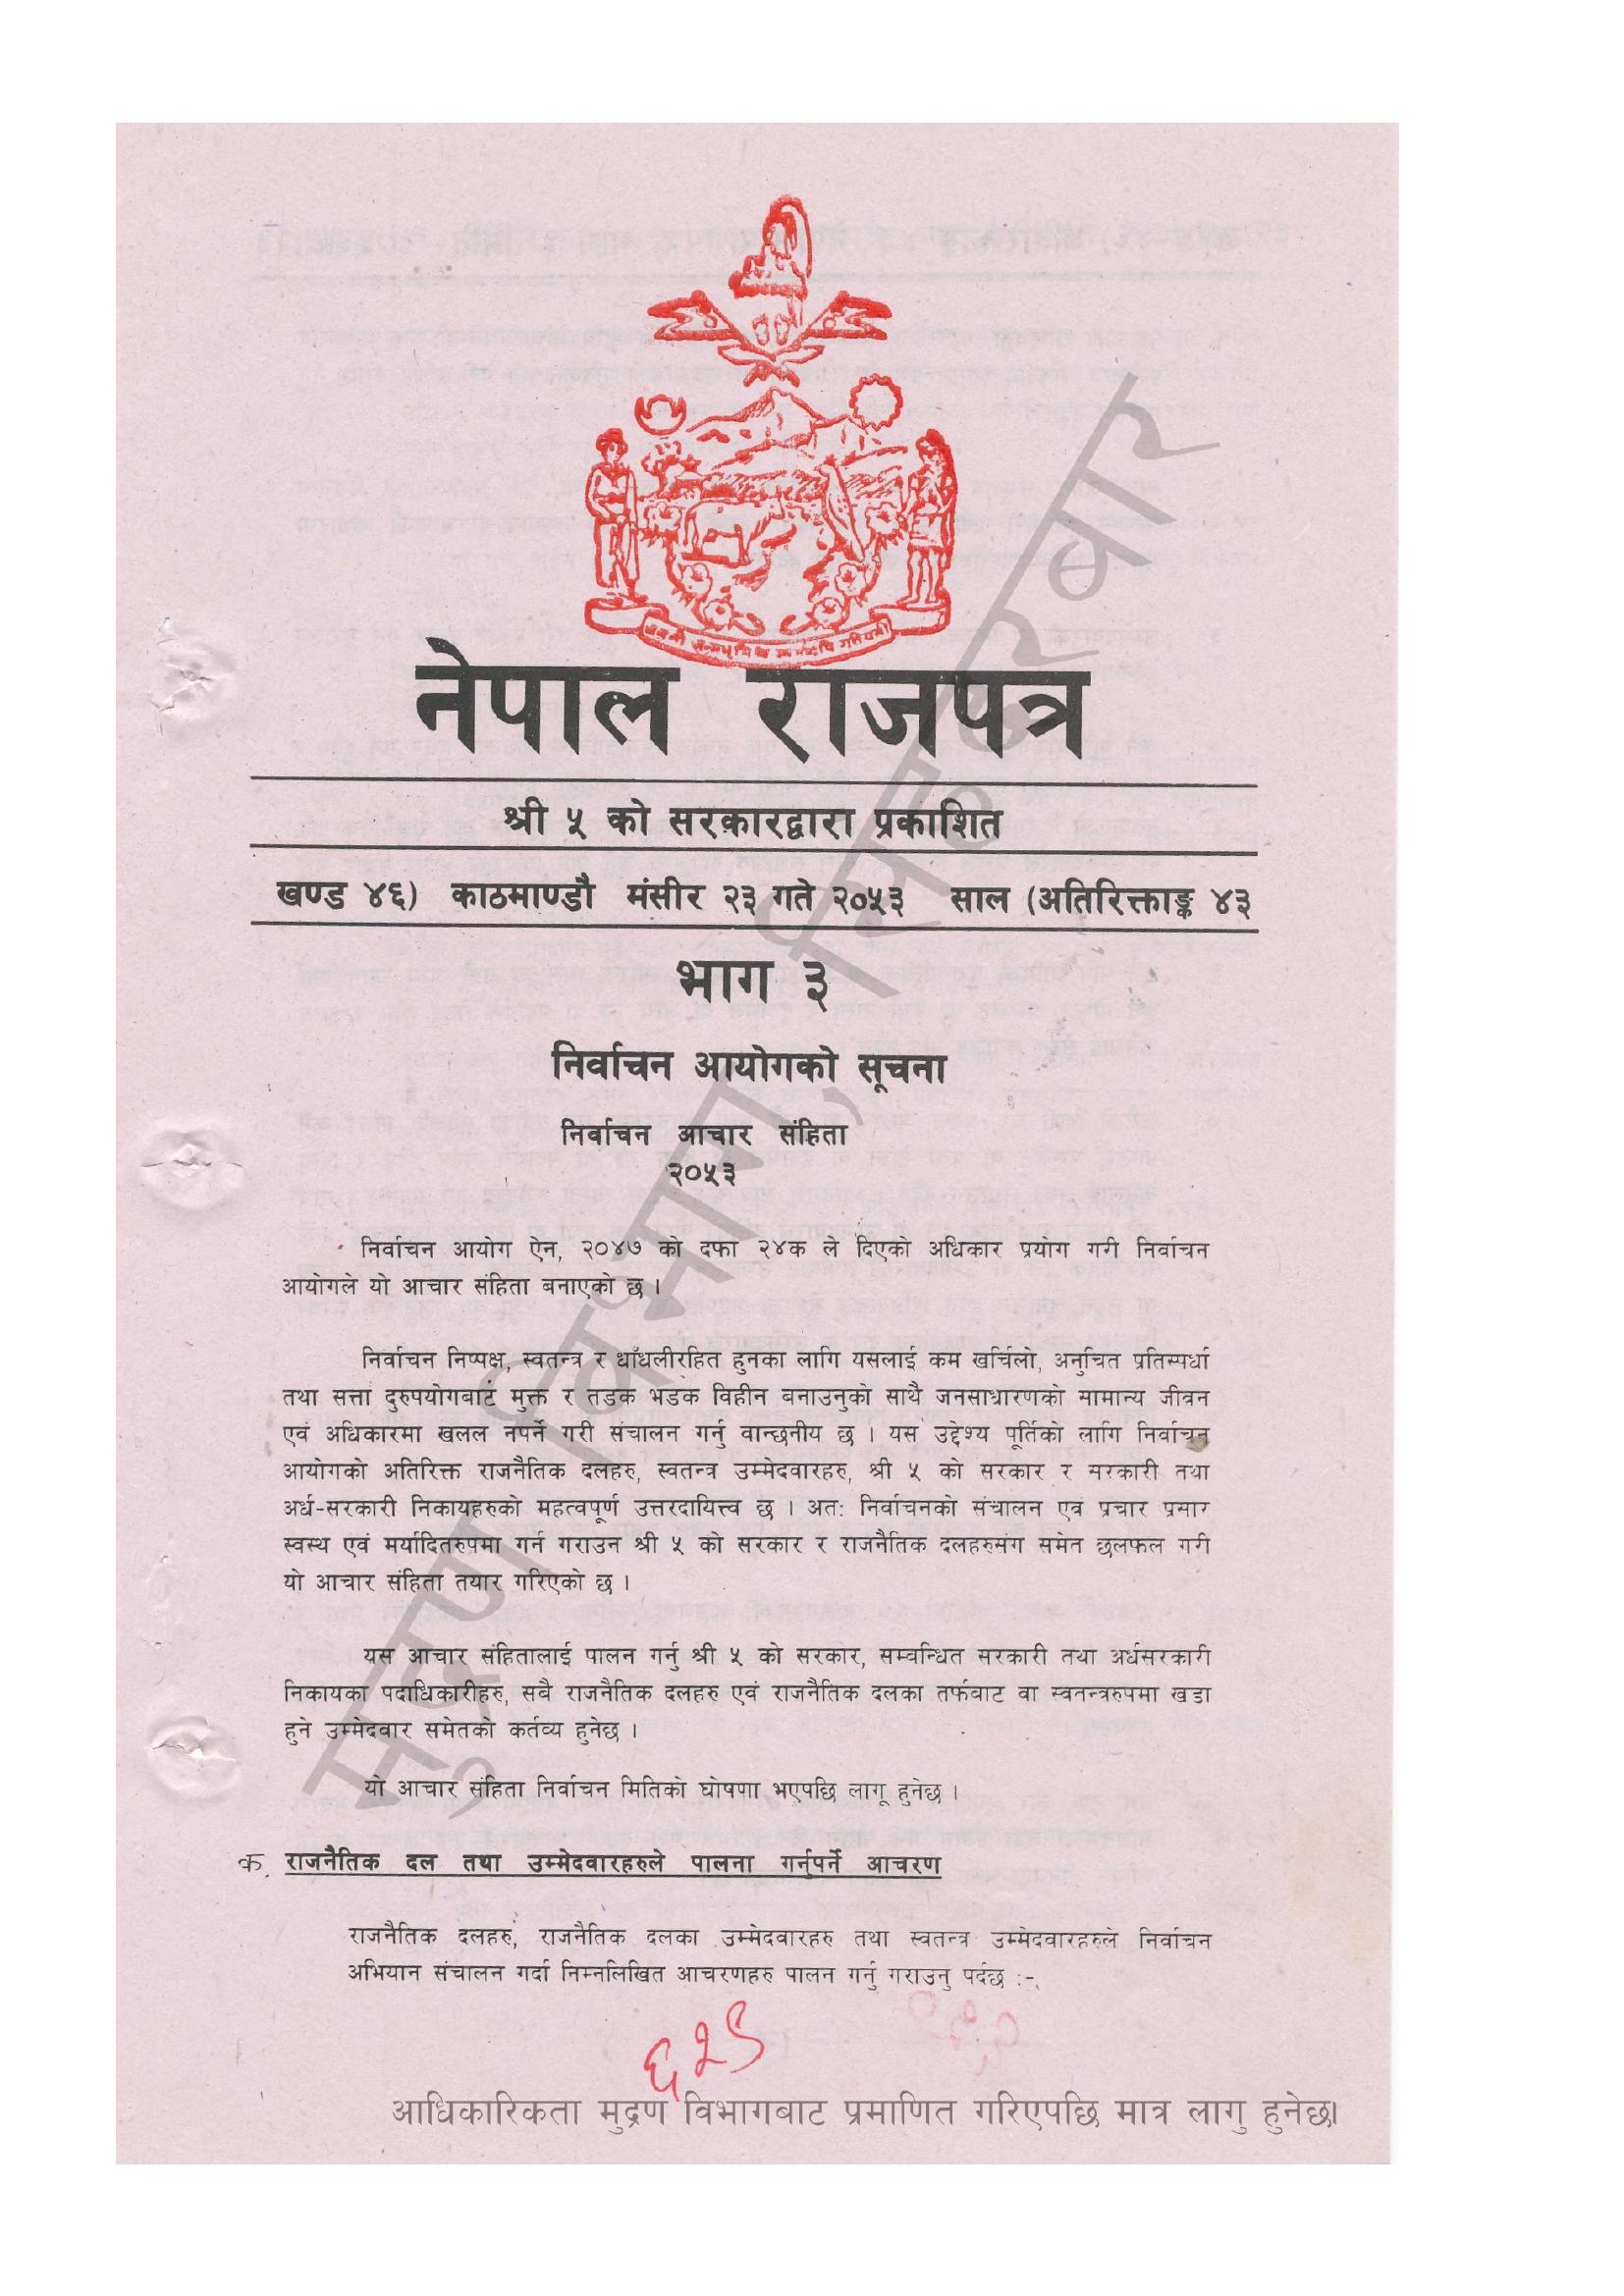 नेपाल राजपत्र
श्री ५ को सरकारद्वारा प्रकाशित
खण्ड ४६) काठमाण्डौ मंसीर २३ गते २०५३ साल (अतिरिक्ताङ्क ४३
भाग ३
निर्वाचन आयोगको सूचना
निर्वाचन आचार संहिता
२०५३
निर्वाचन आयोग ऐन, २०४७ को दफा २४क ले दिएको अधिकार प्रयोग गरी निर्वाचन
आयोगले यो आचार संहिता बनाएको छ ।
निर्वाचन निष्पक्ष, स्वतन्त्र र धाँधलीरहित हुनका लागि यसलाई कम खर्चिलो, अनुचित प्रतिस्पर्धा
तथा सत्ता दुरुपयोगबाट मुक्त र तडक भडक विहीन बनाउनुको साथै जनसाधारणको सामान्य जीवन
एवं अधिकारमा खलल नपर्ने गरी संचालन गर्नु वान्छनीय छ । यस उद्देश्य पूर्तिको लागि निर्वाचन
आयोगको अतिरिक्त राजनैतिक दलहरु, स्वतन्त्र उम्मेदवारहरु, श्री ५ को सरकार र सरकारी तथा
अर्ध-सरकारी निकायहरुको महत्वपूर्ण उत्तरदायित्त्व छ । अतः निर्वाचनको संचालन एवं प्रचार प्रसार
स्वस्थ एवं मर्यादितरुपमा गर्न गराउन श्री ५ को सरकार र राजनैतिक दलहरुसंग समेत छलफल गरी
यो आचार संहिता तयार गरिएको छ ।
यस आचार संहितालाई पालन गर्नु श्री ५ को सरकार, सम्बन्धित सरकारी तथा अर्धसरकारी
निकायका पदाधिकारीहरु, सबै राजनैतिक दलहरु एवं राजनैतिक दलका तर्फबाट वा स्वतन्त्ररुपमा खडा
हुने उम्मेदवार समेतको कर्तव्य हुनेछ ।
यो आचार संहिता निर्वाचन मितिको घोषणा भएपछि लागू हुनेछ ।
क. राजनैतिक दल तथा उम्मेदवारहरुले पालना गर्नुपर्ने आचरण
राजनैतिक दलहरु, राजनैतिक दलका उम्मेदवारहरु तथा स्वतन्त्र उम्मेदवारहरुले निर्वाचन
अभियान संचालन गर्दा निम्नलिखित आचरणहरु पालन गर्नु गराउनु पर्दछ :-
मुद्रण विभाग, सिंहदरबार
आधिकारिकता मुद्रण विभागबाट प्रमाणित गरिएपछि मात्र लागु हुनेछ।